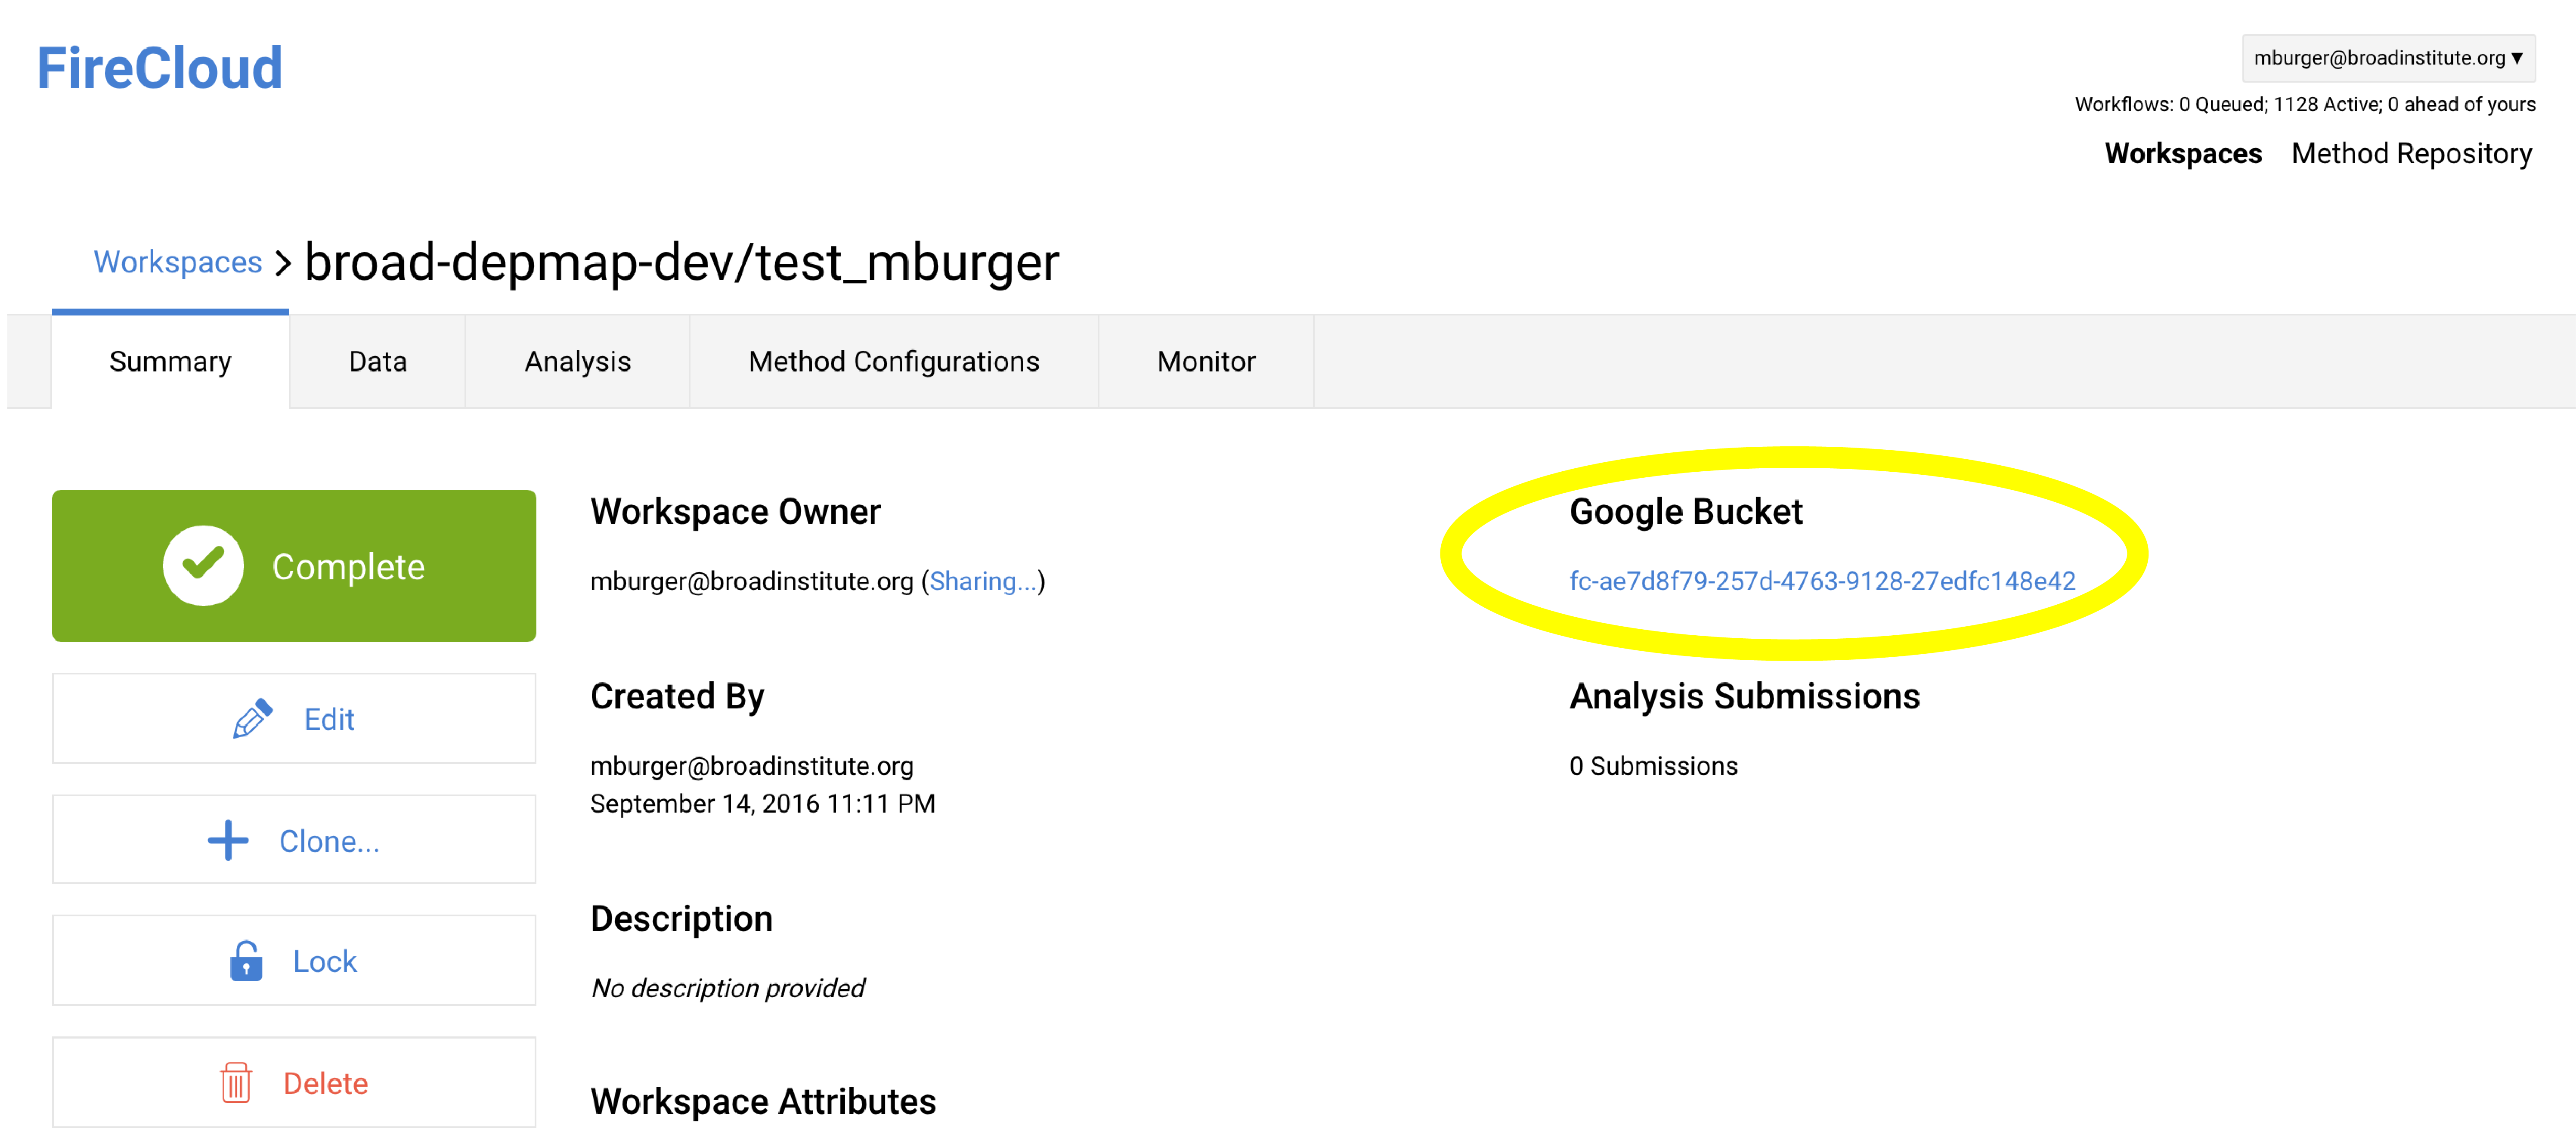 FireCloud
mburger@broadinstitute.org ▼
Workflows: 0 Queued; 1128 Active; 0 ahead of yours
Workspaces Method Repository
Workspaces > broad-depmap-dev/test_mburger
Summary Data Analysis Method Configurations Monitor
Complete
Edit
Clone...
Lock
Delete
Workspace Owner
mburger@broadinstitute.org (Sharing...)
Created By
mburger@broadinstitute.org
September 14, 2016 11:11 PM
Description
No description provided
Workspace Attributes
Google Bucket
fc-ae7d8f79-257d-4763-9128-27edfc148e42
Analysis Submissions
0 Submissions